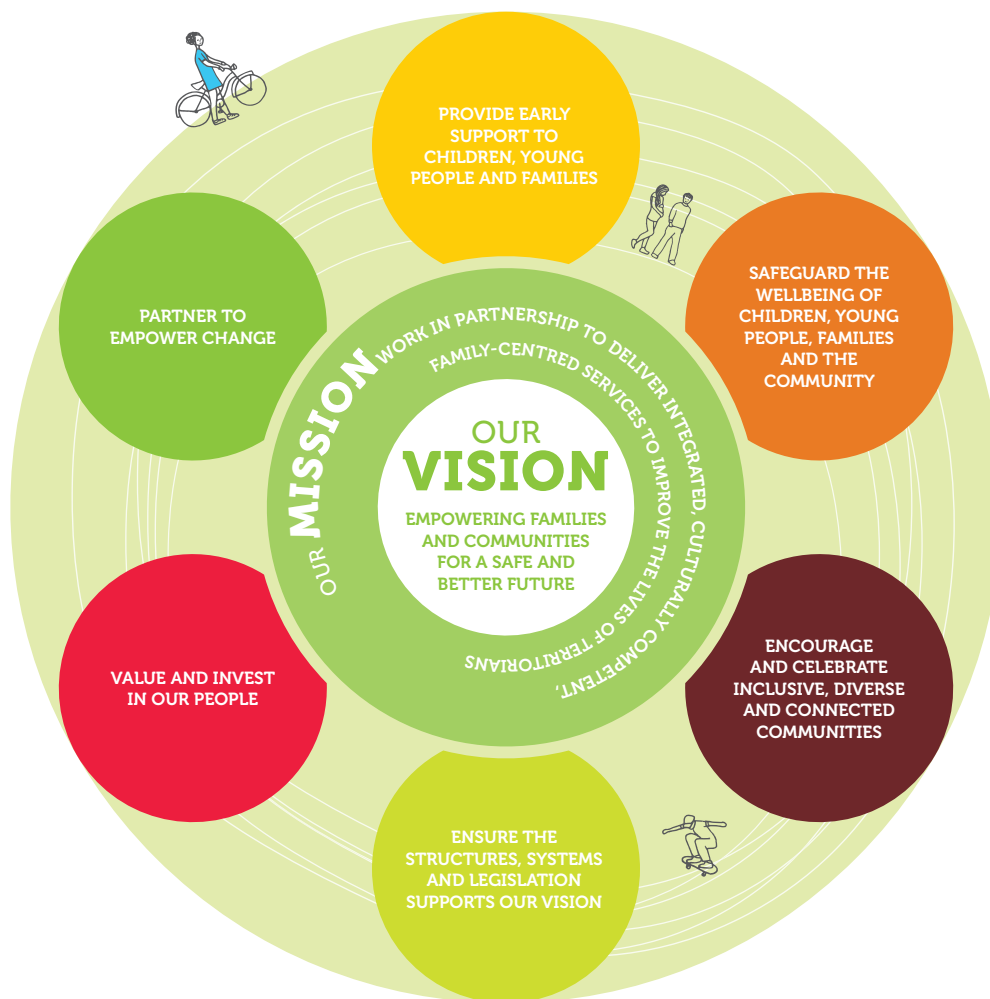 PROVIDE EARLY
SUPPORT TO
CHILDREN, YOUNG
PEOPLE AND FAMILIES
SAFEGUARD THE
WELLBEING OF
CHILDREN, YOUNG
PEOPLE, FAMILIES
AND THE
COMMUNITY
ENCOURAGE
AND CELEBRATE
INCLUSIVE, DIVERSE
AND CONNECTED
COMMUNITIES
ENSURE THE
STRUCTURES, SYSTEMS
AND LEGISLATION
SUPPORTS OUR VISION
VALUE AND INVEST
IN OUR PEOPLE
PARTNER TO
EMPOWER CHANGE
OUR MISSION WORK IN PARTNERSHIP TO DELIVER INTEGRATED, CULTURALLY COMPETENT,
FAMILY-CENTRED SERVICES TO IMPROVE THE LIVES OF TERRITORIANS
OUR
VISION
EMPOWERING FAMILIES
AND COMMUNITIES
FOR A SAFE AND
BETTER FUTURE